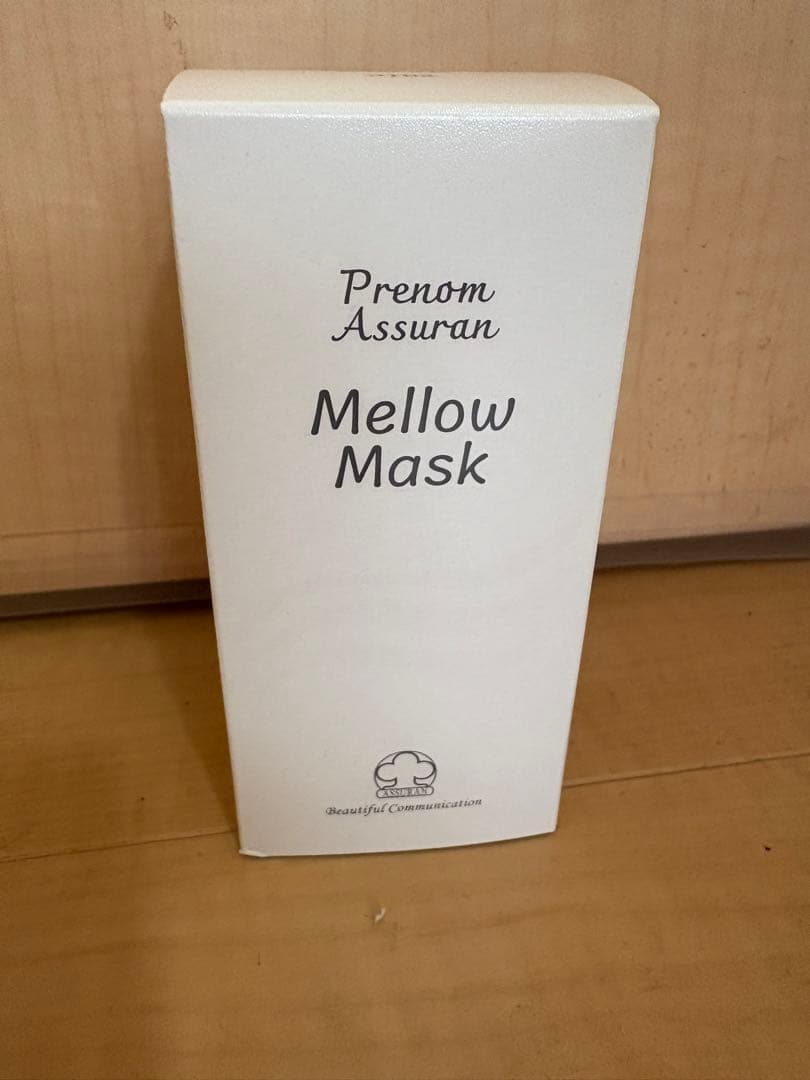 Prenom
Assuran
Mellow
Mask
ASSURAN
Beautiful Communication